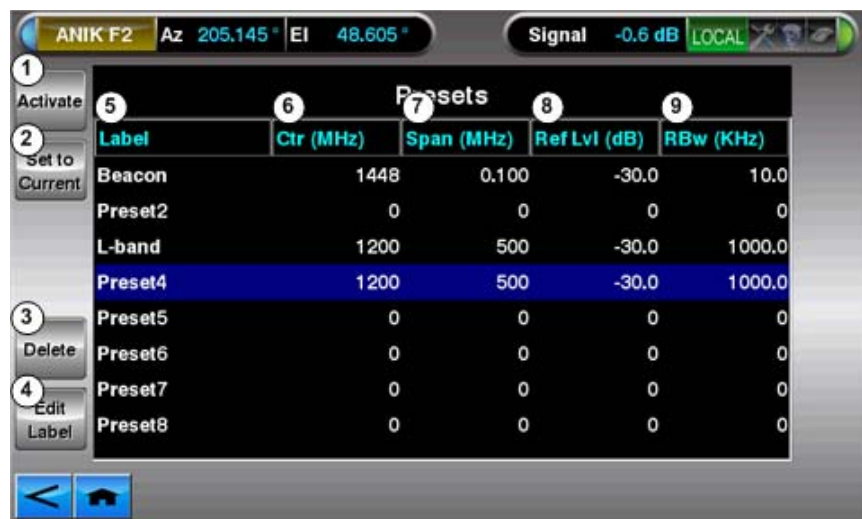 ANIK F2 Az 205.145° El 48.605° Signal -0.6 dB LOCAL
1
Activate
Presets
5 6 7 8 9
2
Set to
Current
Label Ctr (MHz) Span (MHz) Ref Lvl (dB) RBw (KHz)
Beacon 1448 0.100 -30.0 10.0
Preset2 0 0 0 0
L-band 1200 500 -30.0 1000.0
Preset4 1200 500 -30.0 1000.0
3
Delete
Preset5 0 0 0 0
Preset6 0 0 0 0
4
Edit
Label
Preset7 0 0 0 0
Preset8 0 0 0 0